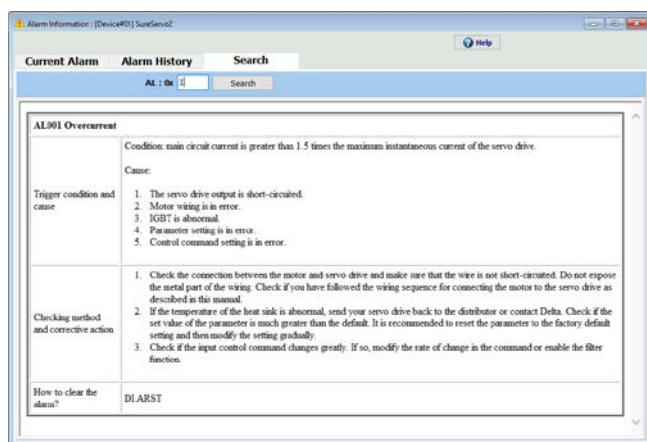 Alarm Information : [Device#01] SureServo2
Help
Current Alarm Alarm History Search
AL : 0x 1 Search
AL001 Overcurrent
Condition: main circuit current is greater than 1.5 times the maximum instantaneous current of the servo drive.
Cause:
Trigger condition and
cause
1. The servo drive output is short-circuited.
2. Motor wiring is in error.
3. IGBT is abnormal.
4. Parameter setting is in error.
5. Control command setting is in error.
Checking method
and corrective action
1. Check the connection between the motor and servo drive and make sure that the wire is not short-circuited. Do not expose
the metal part of the wiring. Check if you have followed the wiring sequence for connecting the motor to the servo drive as
described in this manual.
2. If the temperature of the heat sink is abnormal, send your servo drive back to the distributor or contact Delta. Check if the
set value of the parameter is much greater than the default. It is recommended to reset the parameter to the factory default
setting and then modify the setting gradually.
3. Check if the input control command changes greatly. If so, modify the rate of change in the command or enable the filter
function.
How to clear the
alarm?
DI.ARST